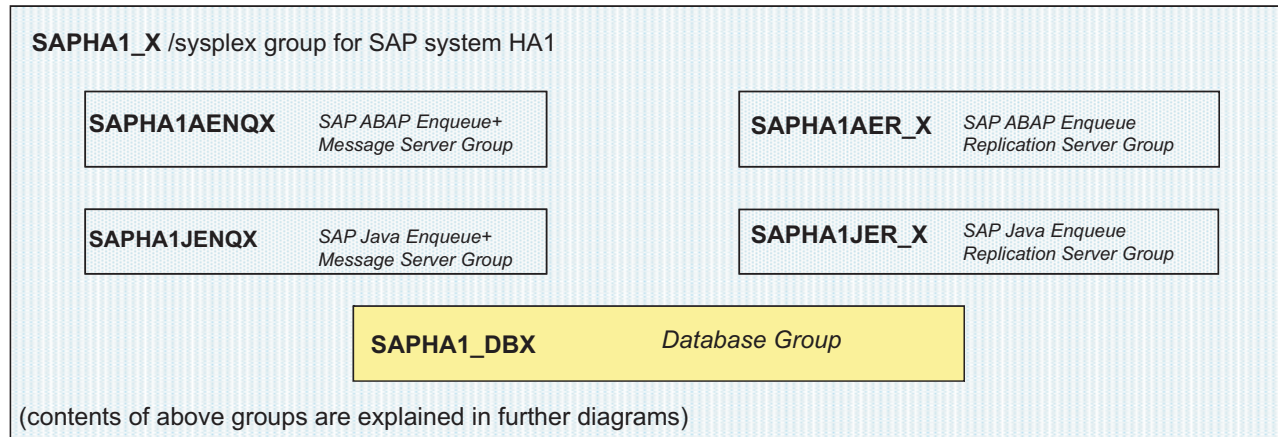 SAPHA1_X /sysplex group for SAP system HA1
SAPHA1AENQX SAP ABAP Enqueue+
Message Server Group
SAPHA1AER_X SAP ABAP Enqueue
Replication Server Group
SAPHA1JENQX SAP Java Enqueue+
Message Server Group
SAPHA1JER_X SAP Java Enqueue
Replication Server Group
SAPHA1_DBX Database Group
(contents of above groups are explained in further diagrams)